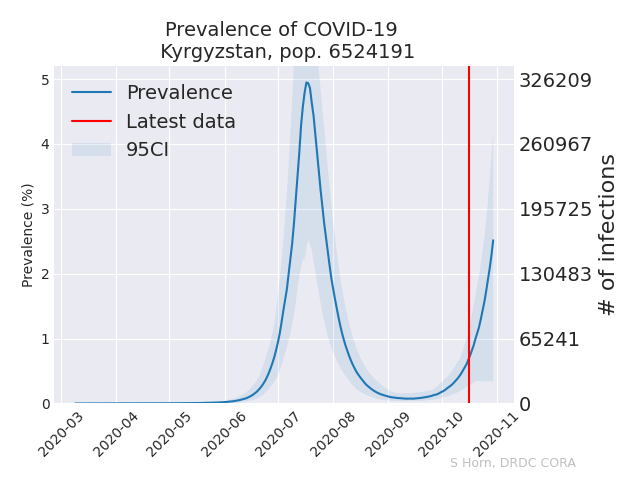 Prevalence of COVID-19
Kyrgyzstan, pop. 6524191
Prevalence
Latest data
95CI
Prevalence (%)
5
4
3
2
1
0
326209
260967
195725
130483
65241
0
# of infections
2020-03
2020-04
2020-05
2020-06
2020-07
2020-08
2020-09
2020-10
2020-11
S Horn, DRDC CORA